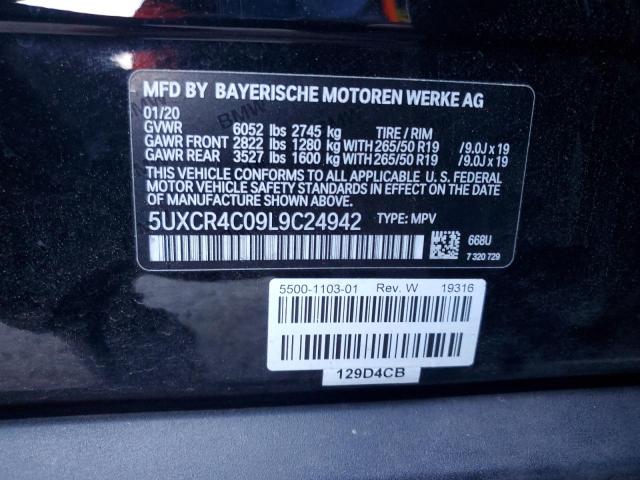 MFD BY BAYERISCHE MOTOREN WERKE AG
01/20
GVWR 6052 lbs 2745 kg TIRE / RIM
GAWR FRONT 2822 lbs 1280 kg WITH 265/50 R19 /9.0J x 19
GAWR REAR 3527 lbs 1600 kg WITH 265/50 R19 /9.0J x 19
THIS VEHICLE CONFORMS TO ALL APPLICABLE U. S. FEDERAL
MOTOR VEHICLE SAFETY STANDARDS IN EFFECT ON THE
DATE OF MANUFACTURE SHOWN ABOVE.
5UXCR4C09L9C24942 TYPE: MPV
668U
7 320 729
5500-1103-01 Rev. W 19316
129D4CB